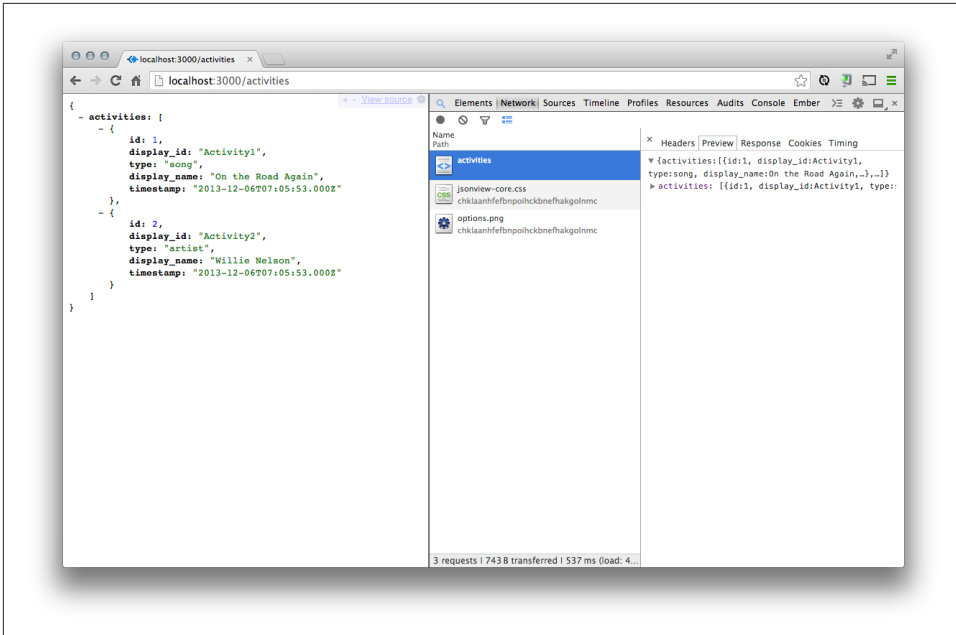 localhost:3000/activities ×
localhost:3000/activities
+ - View source
{
- activities: [
- {
id: 1,
display_id: "Activity1",
type: "song",
display_name: "On the Road Again",
timestamp: "2013-12-06T07:05:53.000Z"
},
- {
id: 2,
display_id: "Activity2",
type: "artist",
display_name: "Willie Nelson",
timestamp: "2013-12-06T07:05:53.000Z"
}
]
}
Elements Network Sources Timeline Profiles Resources Audits Console Ember
Name
Path
activities
CSS
jsonview-core.css
chklaanhfefbnpoihckbnefhakgolnmc
options.png
chklaanhfefbnpoihckbnefhakgolnmc
3 requests | 743 B transferred | 537 ms (load: 4...
× Headers Preview Response Cookies Timing
▼ {activities:[{id:1, display_id:Activity1,
type:song, display_name:On the Road Again,…},…]}
▶ activities: [{id:1, display_id:Activity1, type: